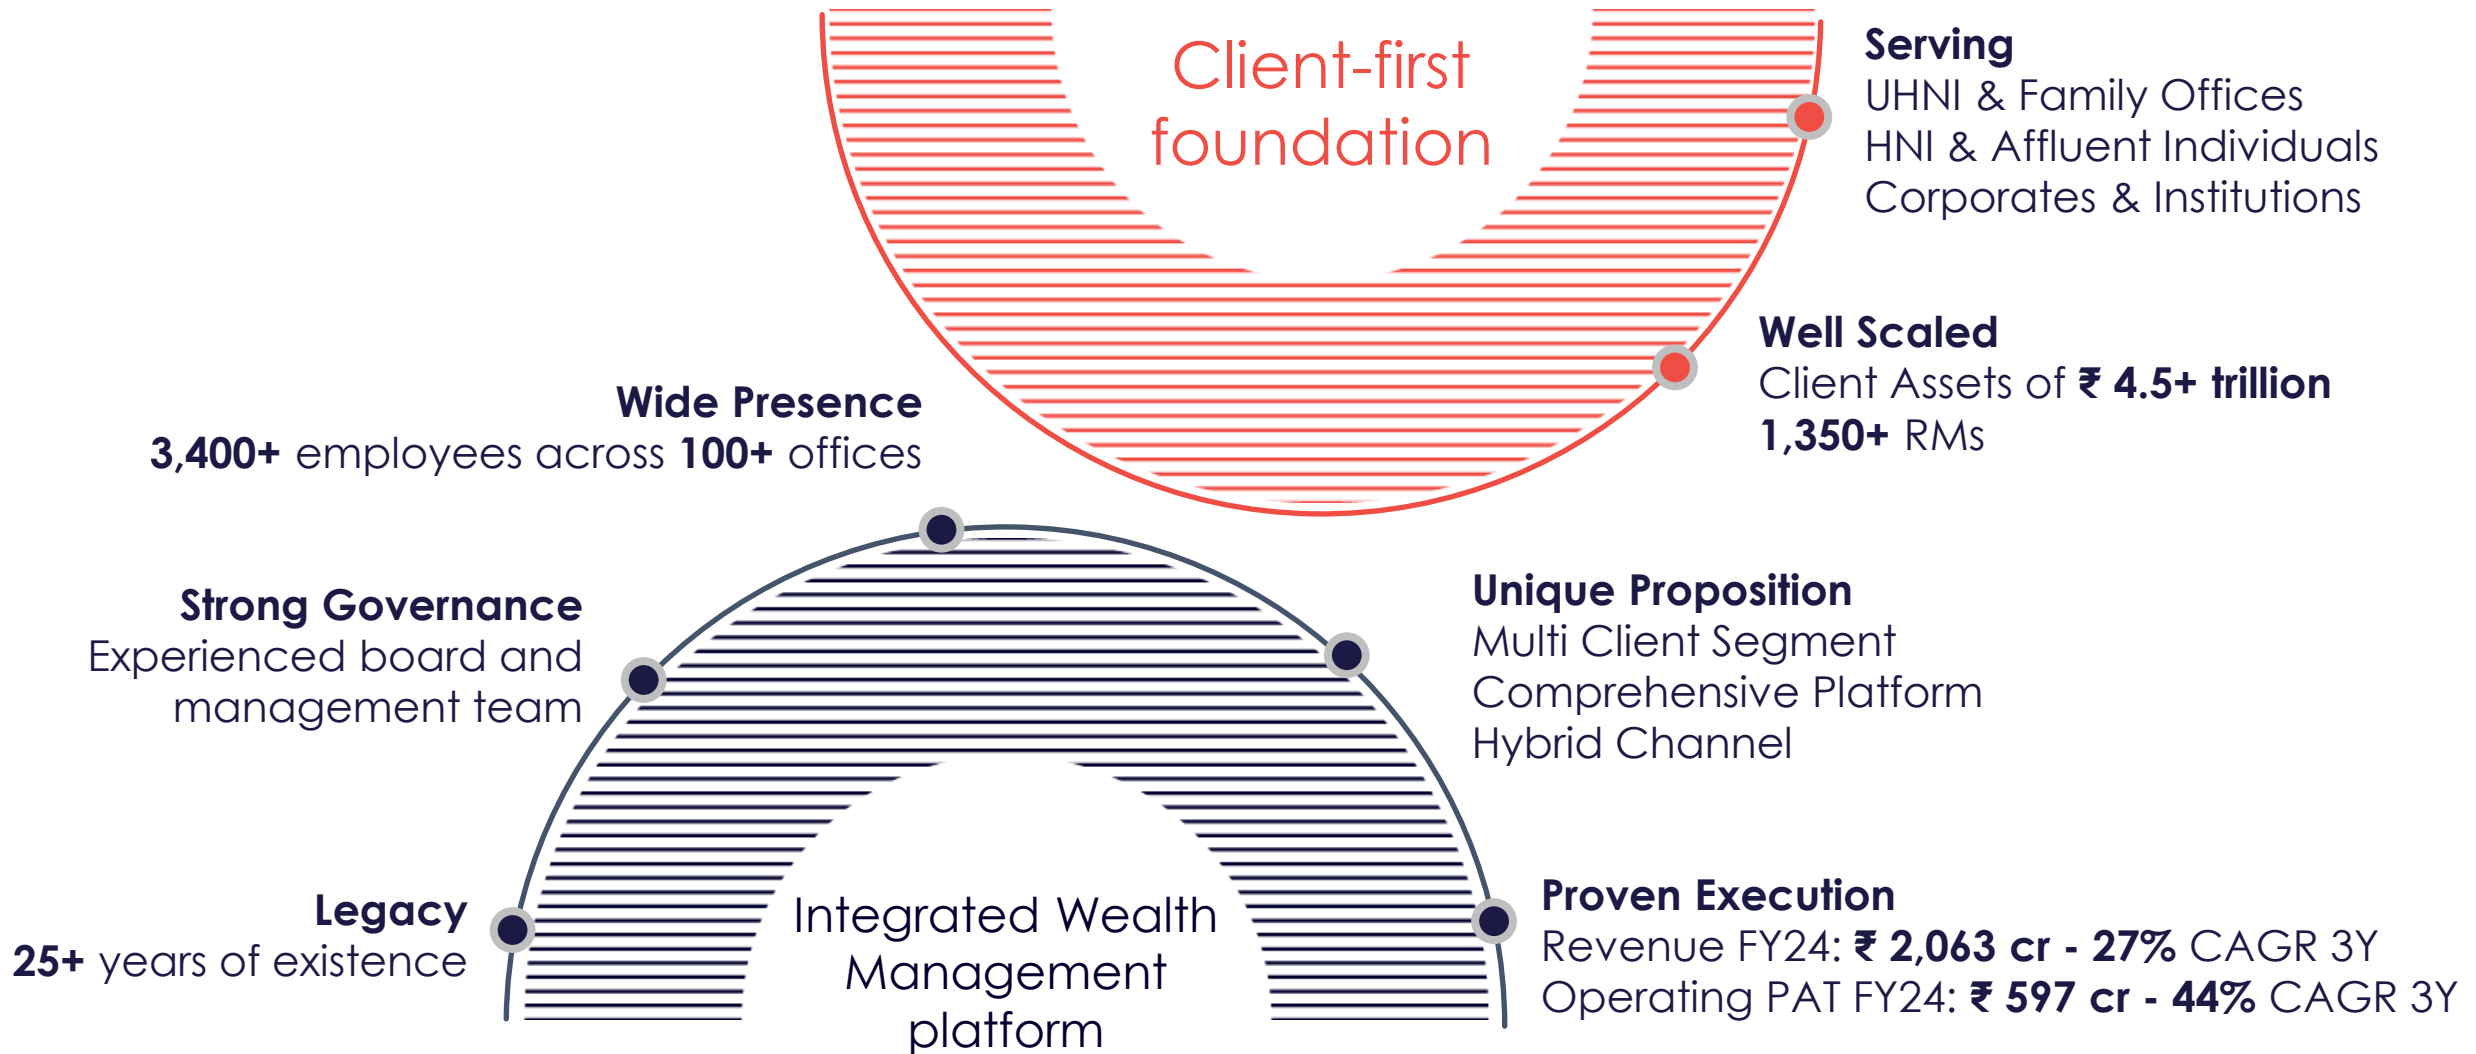 Client-first
foundation
Serving
UHNI & Family Offices
HNI & Affluent Individuals
Corporates & Institutions
Well Scaled
Client Assets of ₹ 4.5+ trillion
1,350+ RMs
Wide Presence
3,400+ employees across 100+ offices
Strong Governance
Experienced board and
management team
Legacy
25+ years of existence
Integrated Wealth
Management
platform
Unique Proposition
Multi Client Segment
Comprehensive Platform
Hybrid Channel
Proven Execution
Revenue FY24: ₹ 2,063 cr - 27% CAGR 3Y
Operating PAT FY24: ₹ 597 cr - 44% CAGR 3Y